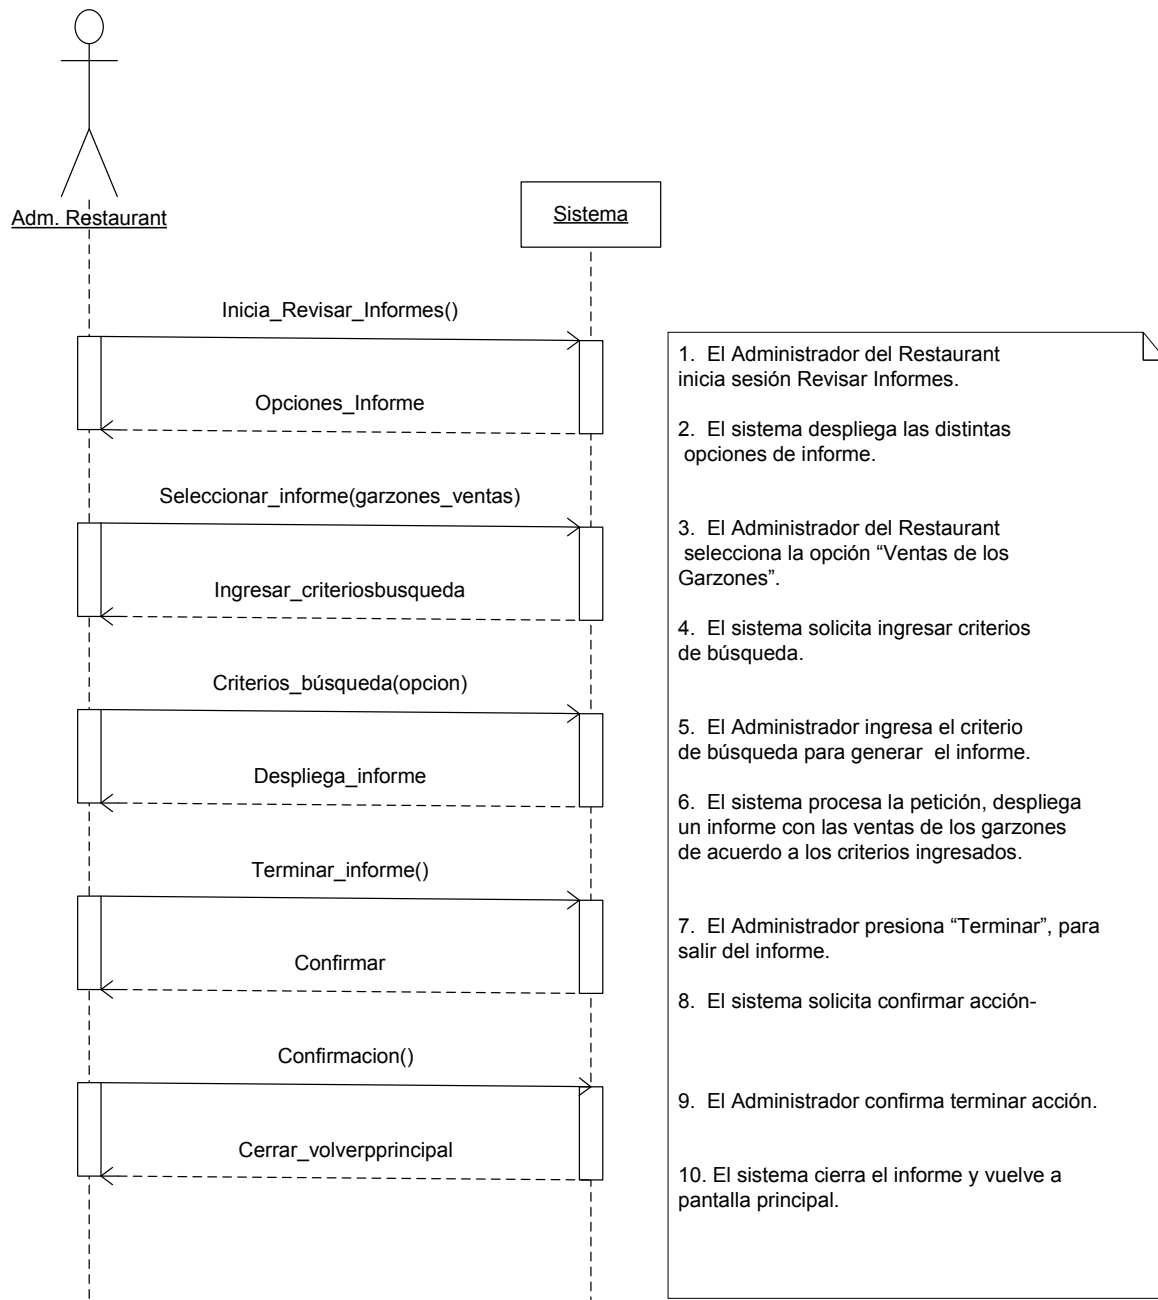 Adm. Restaurant
Sistema
Inicia_Revisar_Informes()
Opciones_Informe
Seleccionar_informe(garzones_ventas)
Ingresar_criteriosbusqueda
Criterios_búsqueda(opcion)
Despliega_informe
Terminar_informe()
Confirmar
Confirmacion()
Cerrar_volverpprincipal
1.  El Administrador del Restaurant
inicia sesión Revisar Informes.
2.  El sistema despliega las distintas
opciones de informe.
3.  El Administrador del Restaurant
selecciona la opción “Ventas de los
Garzones”.
4.  El sistema solicita ingresar criterios
de búsqueda.
5.  El Administrador ingresa el criterio
de búsqueda para generar  el informe.
6.  El sistema procesa la petición, despliega
un informe con las ventas de los garzones
de acuerdo a los criterios ingresados.
7.  El Administrador presiona “Terminar”, para
salir del informe.
8.  El sistema solicita confirmar acción-
9.  El Administrador confirma terminar acción.
10. El sistema cierra el informe y vuelve a
pantalla principal.